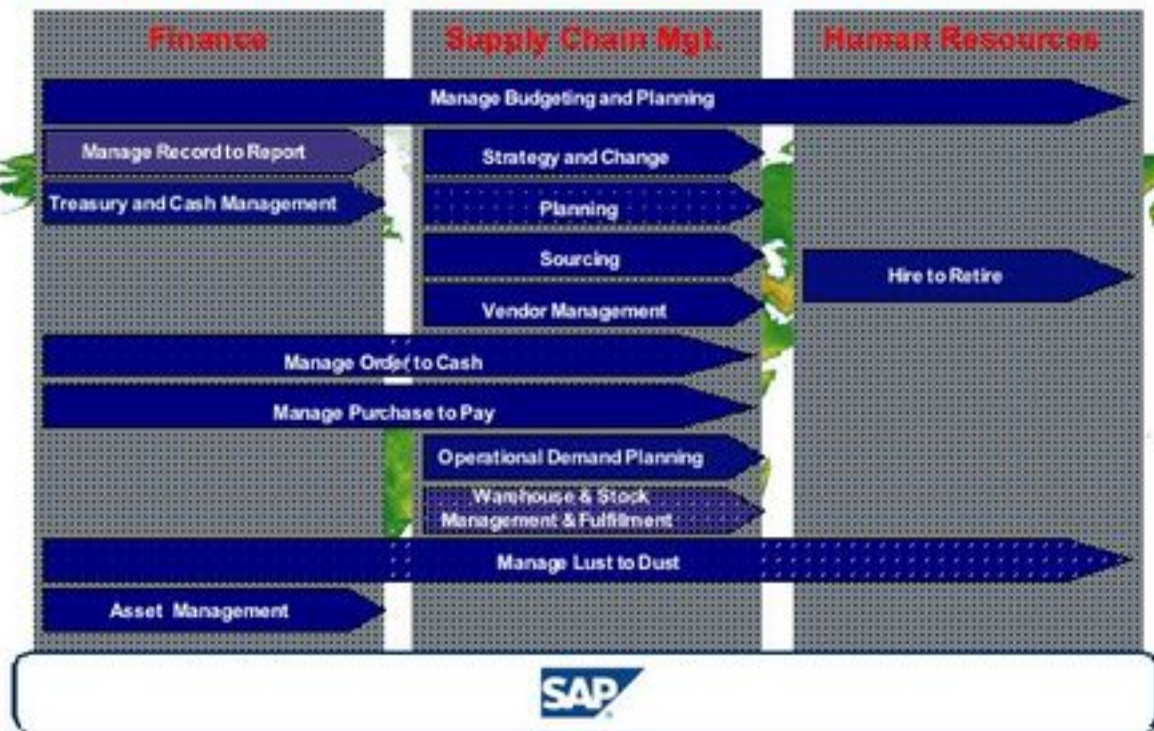 Finance
Supply Chain Mgt.
Human Resources
Manage Budgeting and Planning
Manage Record to Report
Strategy and Change
Treasury and Cash Management
Planning
Sourcing
Hire to Retire
Vendor Management
Manage Order to Cash
Manage Purchase to Pay
Operational Demand Planning
Warehouse & Stock
Management & Fulfillment
Manage Lust to Dust
Asset Management
SAP